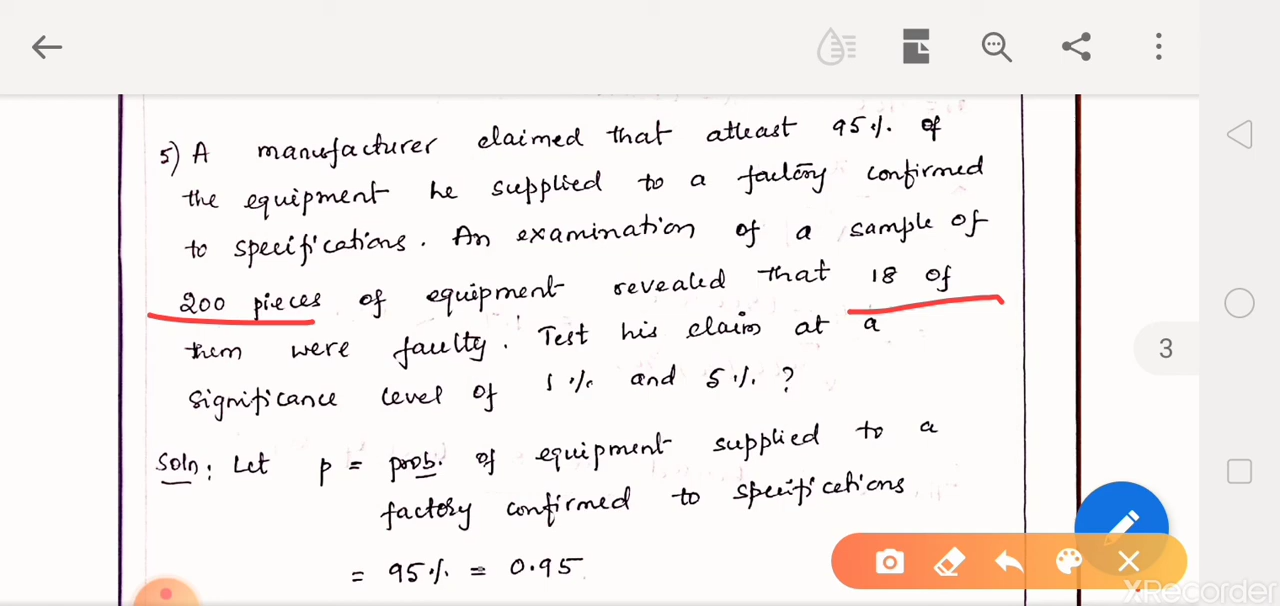 5) A manufacturer claimed that atleast 95%. of
the equipment he supplied to a factory confirmed
to specifications. An examination of a sample of
200 pieces of equipment revealed that 18 of
them were faulty. Test his claim at a
significance level of 1% and 5%. ?
3
Soln: Let p = prob. of equipment supplied to a
factory confirmed to specifications
= 95%. = 0.95
XRecorder